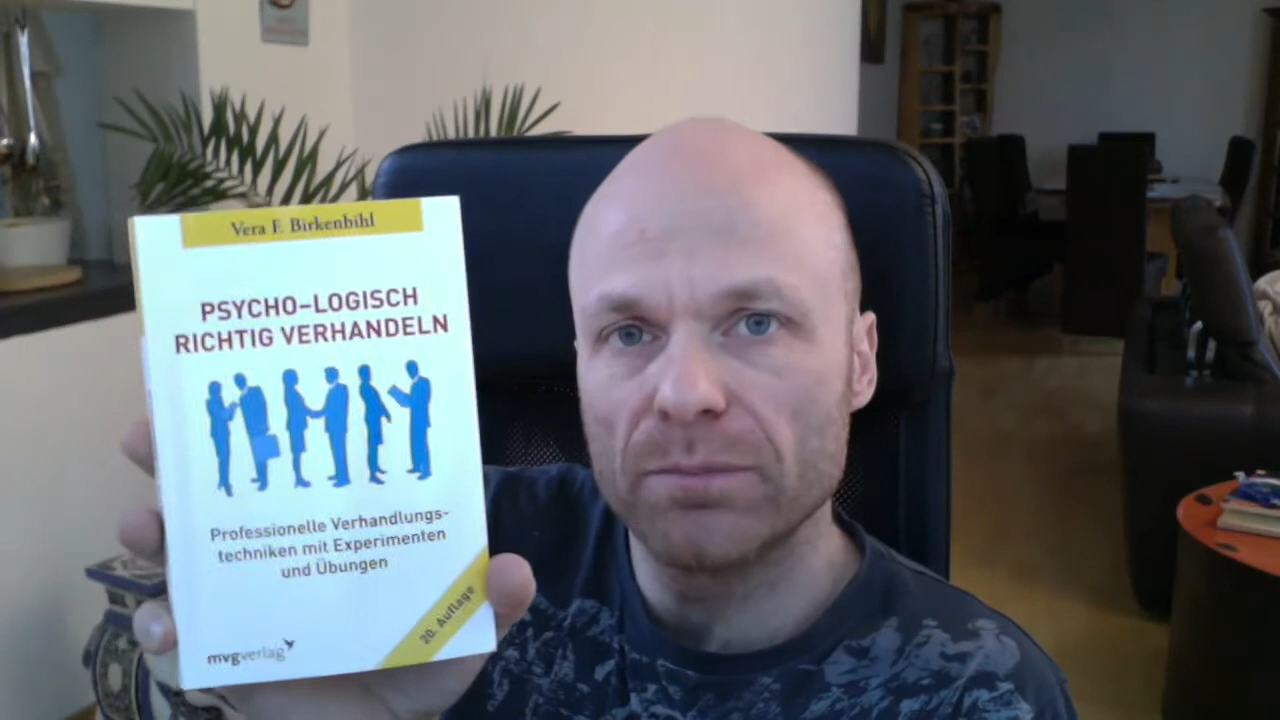 Vera F. Birkenbihl
PSYCHO-LOGISCH
RICHTIG VERHANDELN
Professionelle Verhandlungs-
techniken mit Experimenten
und Übungen
20. Auflage
mvgverlag